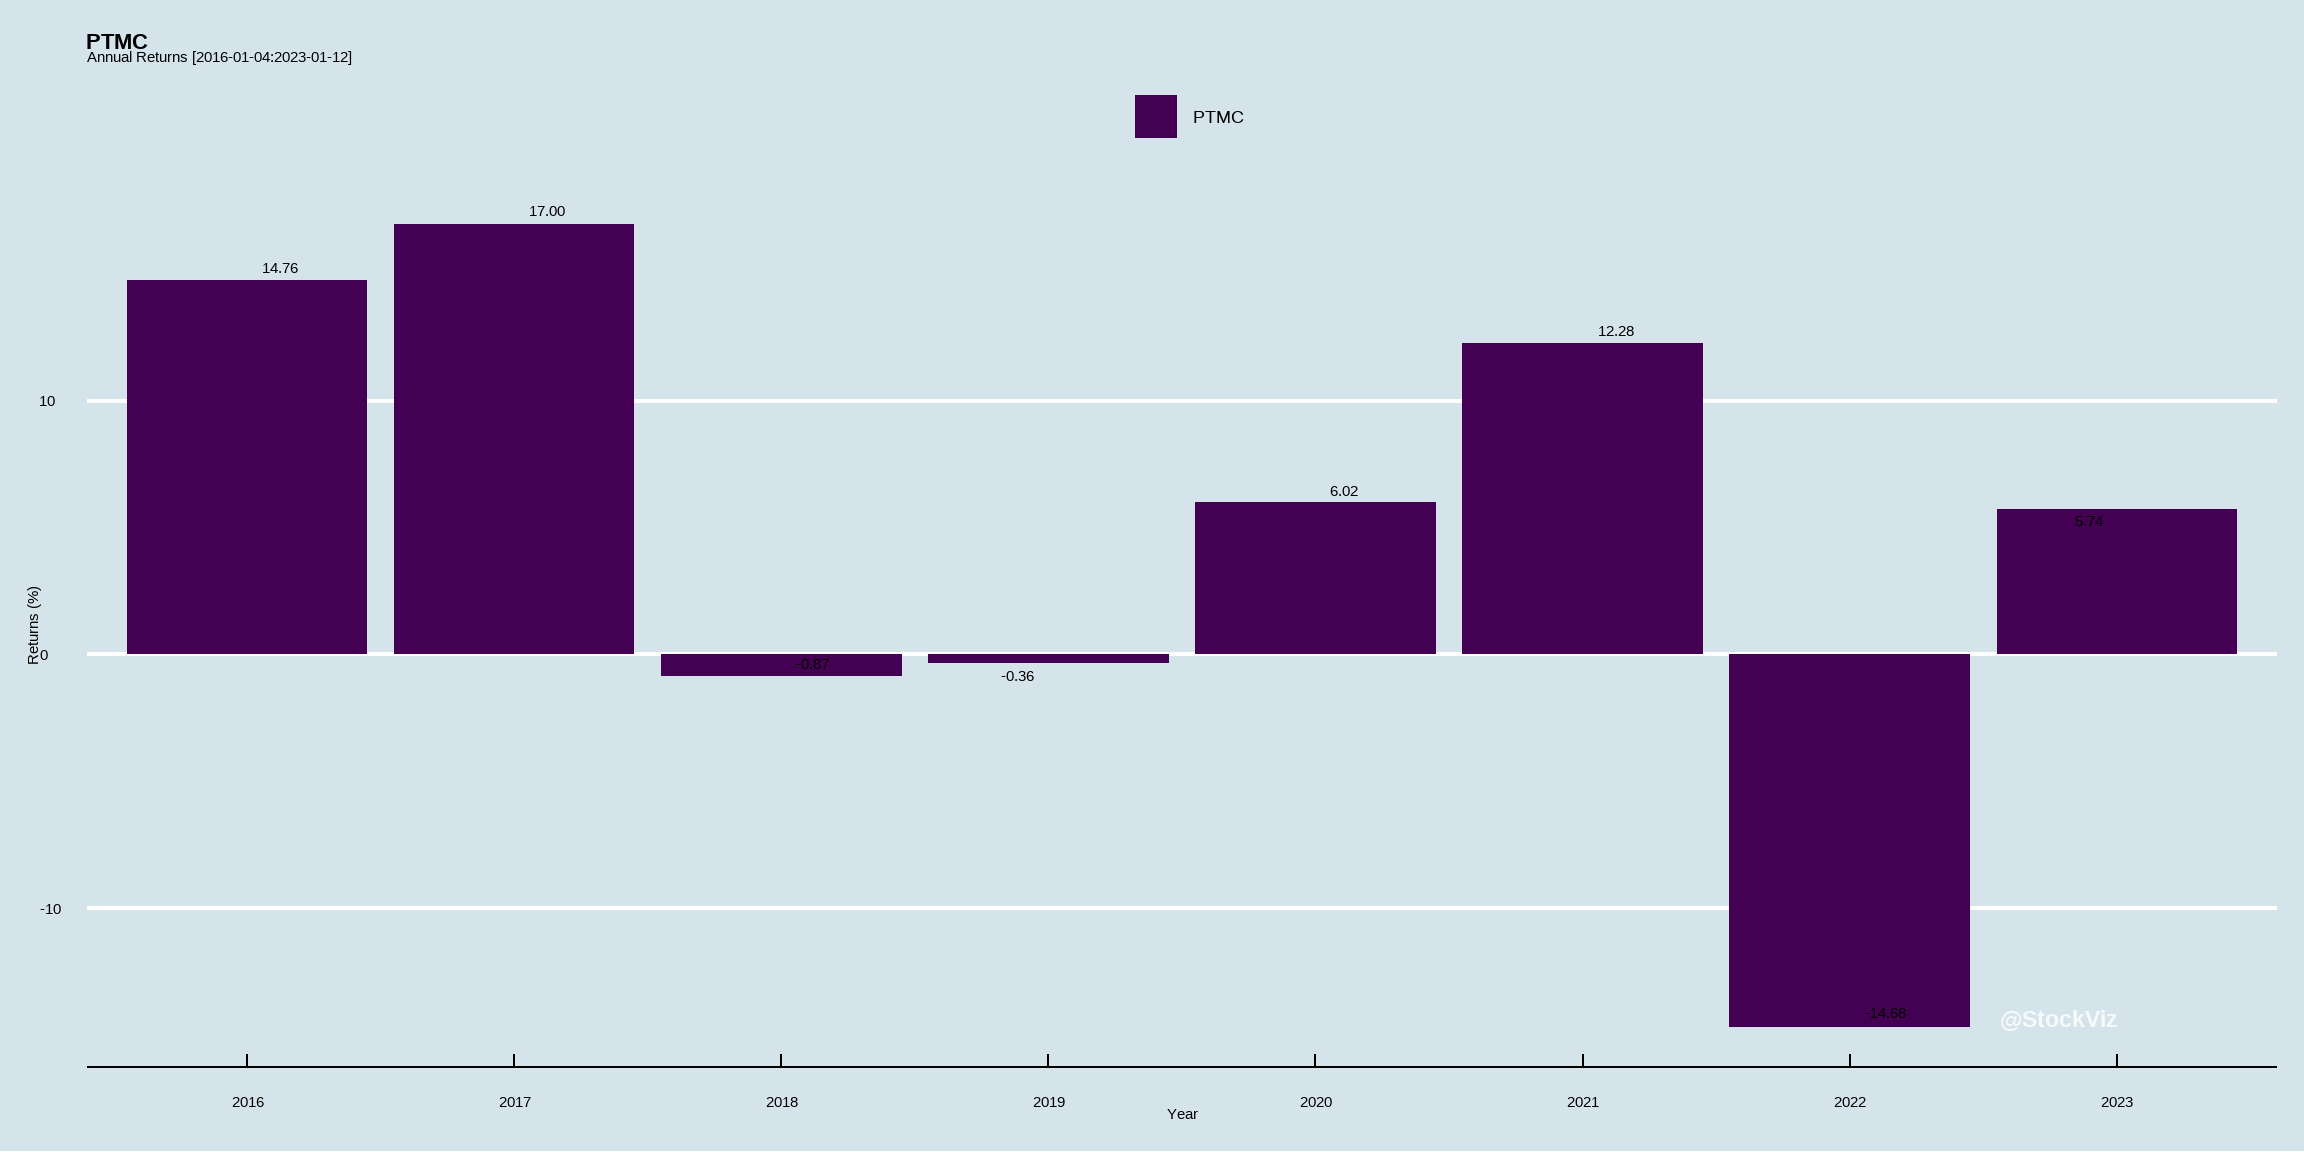 PTMC
Annual Returns [2016-01-04:2023-01-12]
PTMC
17.00
14.76
12.28
10
6.02
5.74
Returns (%)
0
-0.87
-0.36
-10
-14.68
@StockViz
2016 2017 2018 2019 2020 2021 2022 2023
Year